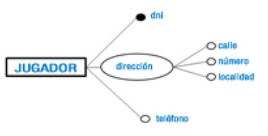 dni
calle
JUGADOR
dirección
número
localidad
teléfono